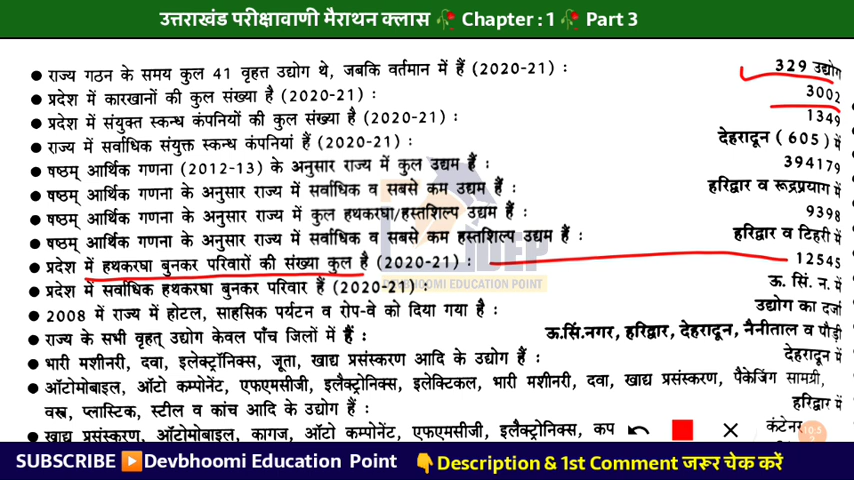 उत्तराखंड परीक्षावाणी मैराथन क्लास 🥀 Chapter : 1 🥀 Part 3
● राज्य गठन के समय कुल 41 वृहत्त उद्योग थे, जबकि वर्तमान में हैं (2020-21) : 329 उद्योग
● प्रदेश में कारखानों की कुल संख्या है (2020-21) : 3002
● प्रदेश में संयुक्त स्कन्ध कंपनियों की कुल संख्या है (2020-21) : 1349
● राज्य में सर्वाधिक संयुक्त स्कन्ध कंपनियां हैं (2020-21) : देहरादून (605) में
● षष्ठम् आर्थिक गणना (2012-13) के अनुसार राज्य में कुल उद्यम हैं : 394179
● षष्ठम् आर्थिक गणना के अनुसार राज्य में सर्वाधिक व सबसे कम उद्यम हैं : हरिद्वार व रूद्रप्रयाग में
● षष्ठम् आर्थिक गणना के अनुसार राज्य में कुल हथकरघा/हस्तशिल्प उद्यम हैं : 9398
● षष्ठम् आर्थिक गणना के अनुसार राज्य में सर्वाधिक व सबसे कम हस्तशिल्प उद्यम हैं : हरिद्वार व टिहरी में
● प्रदेश में हथकरघा बुनकर परिवारों की संख्या कुल है (2020-21) : 12545
DEVBHOOMI EDUCATION POINT
● प्रदेश में सर्वाधिक हथकरघा बुनकर परिवार हैं (2020-21) : ऊ. सिं. न. में
● 2008 में राज्य में होटल, साहसिक पर्यटन व रोप-वे को दिया गया है : उद्योग का दर्जा
● राज्य के सभी वृहत् उद्योग केवल पाँच जिलों में हैं : ऊ.सिं.नगर, हरिद्वार, देहरादून, नैनीताल व पौड़ी
● भारी मशीनरी, दवा, इलेक्ट्रॉनिक्स, जूता, खाद्य प्रसंस्करण आदि के उद्योग हैं : देहरादून में
● ऑटोमोबाइल, ऑटो कम्पोनेंट, एफएमसीजी, इलैक्ट्रोनिक्स, इलेक्टिकल, भारी मशीनरी, दवा, खाद्य प्रसंस्करण, पैकेजिंग सामग्री,
वस्त्र, प्लास्टिक, स्टील व कांच आदि के उद्योग हैं : हरिद्वार में
● खाद्य प्रसंस्करण, ऑटोमोबाइल, कागज, ऑटो कम्पोनेंट, एफएमसीजी, इलैक्ट्रोनिक्स, कप कंटेनर
SUBSCRIBE ▶️Devbhoomi Education Point 👇Description & 1st Comment जरूर चेक करें